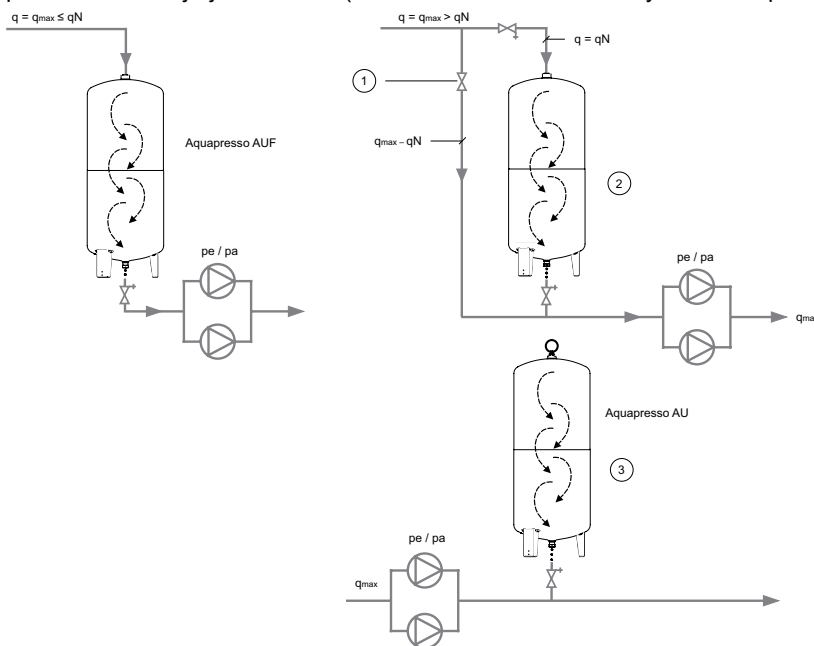 q = qmax ≤ qN
Aquapresso AUF
pe / pa
q = qmax > qN
q = qN
1
qmax – qN
2
pe / pa
qma
Aquapresso AU
3
pe / pa
qmax